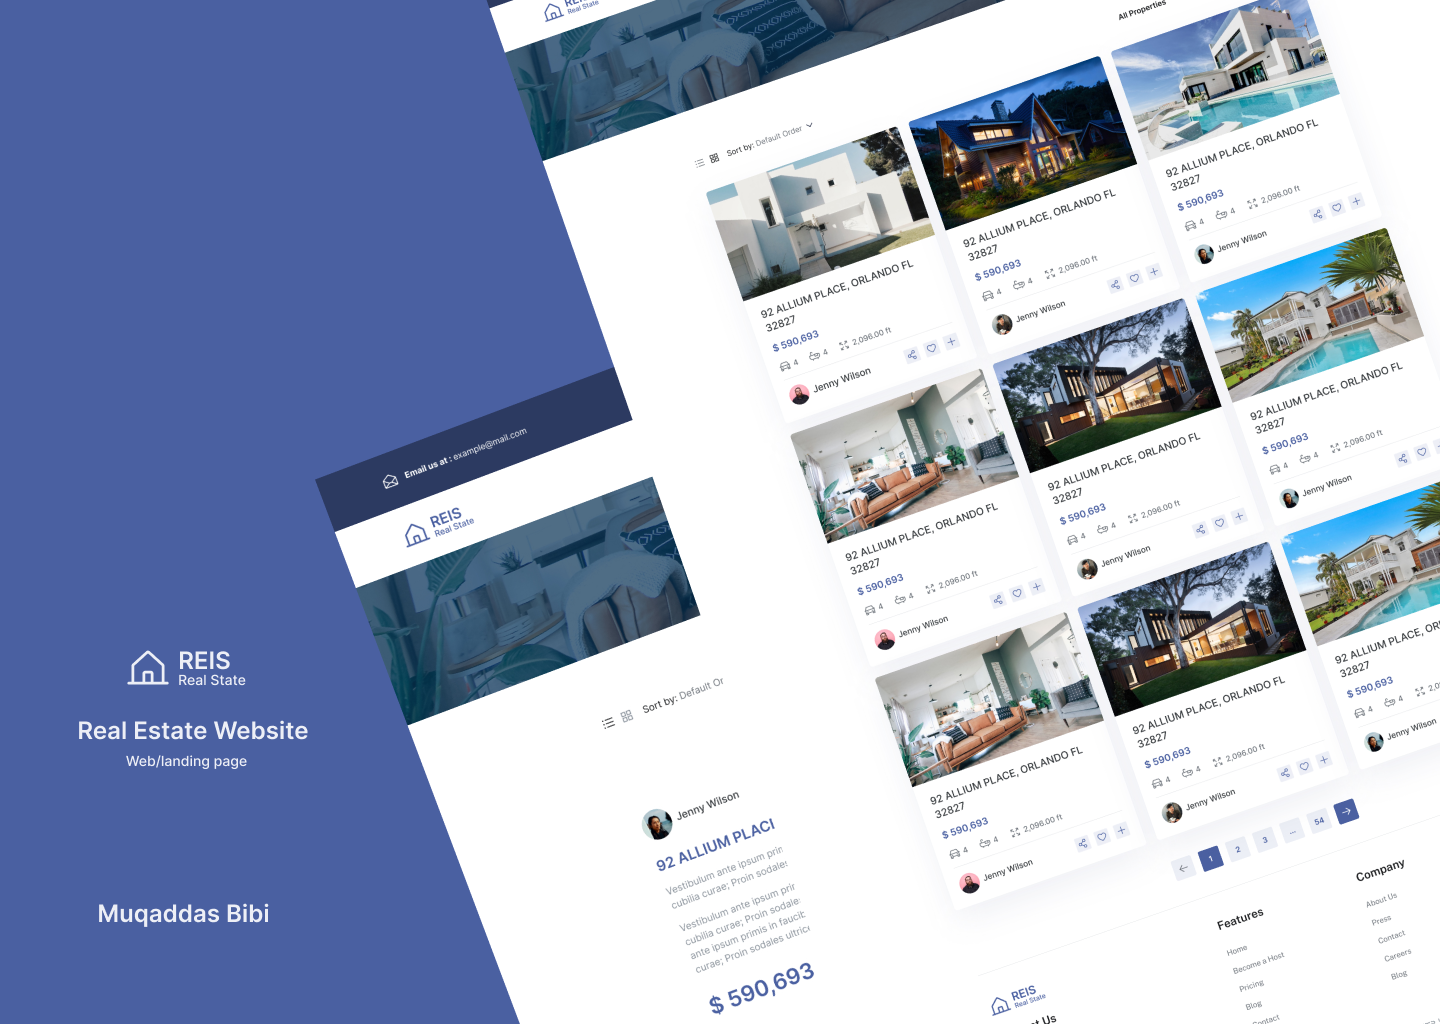 REIS
Real State
Real Estate Website
Web/landing page
Muqaddas Bibi
Real State
All Properties
Sort by: Default Order
92 ALLIUM PLACE, ORLANDO FL
32827
$ 590,693
4
4
2,096.00 ft
Jenny Wilson
92 ALLIUM PLACE, ORLANDO FL
32827
$ 590,693
4
4
2,096.00 ft
Jenny Wilson
92 ALLIUM PLACE, ORLANDO FL
32827
$ 590,693
4
4
2,096.00 ft
Jenny Wilson
92 ALLIUM PLACE, ORLANDO FL
32827
$ 590,693
4
4
2,096.00 ft
Jenny Wilson
92 ALLIUM PLACE, ORLANDO FL
32827
$ 590,693
4
4
2,096.00 ft
Jenny Wilson
92 ALLIUM PLACE, ORLANDO FL
32827
$ 590,693
4
4
2,096.00 ft
Jenny Wilson
92 ALLIUM PLACE, ORLANDO FL
32827
$ 590,693
4
4
2,096.00 ft
Jenny Wilson
92 ALLIUM PLACE, ORLANDO FL
32827
$ 590,693
4
4
2,096.00 ft
Jenny Wilson
92 ALLIUM PLACE,
32827
$ 590,693
4
4
Jenny Wilson
1
2
3
...
54
Email us at : example@mail.com
REIS
Real State
Sort by: Default Or
Jenny Wilson
92 ALLIUM PLACI
Vestibulum ante ipsum prin
cubilia curae; Proin sodales
Vestibulum ante ipsum prir
cubilia curae; Proin sodale
ante ipsum primis in faucib
curae; Proin sodales ultric
$ 590,693
REIS
Real State
Us
Features
Home
Become a Host
Pricing
Blog
Contact
Company
About Us
Press
Contact
Careers
Blog